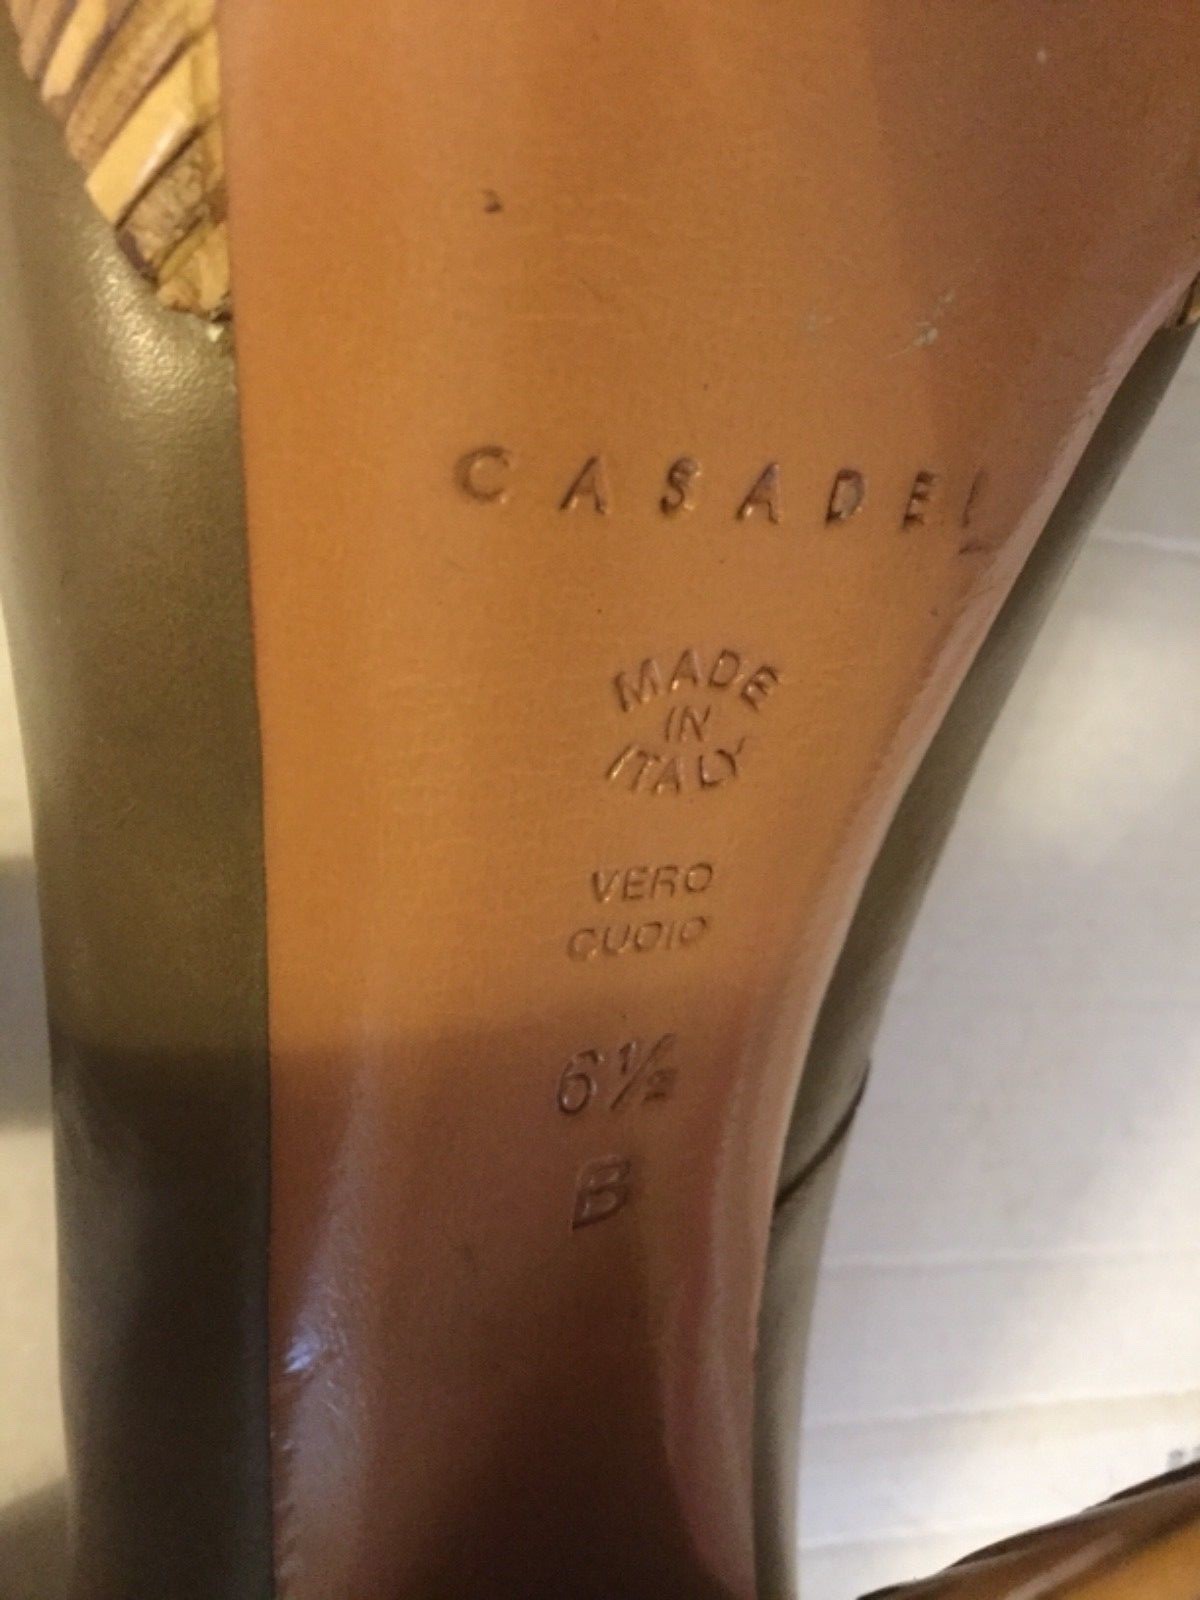 CASADEI
MADE
IN
ITALY
VERO
CUOIO
6½
B